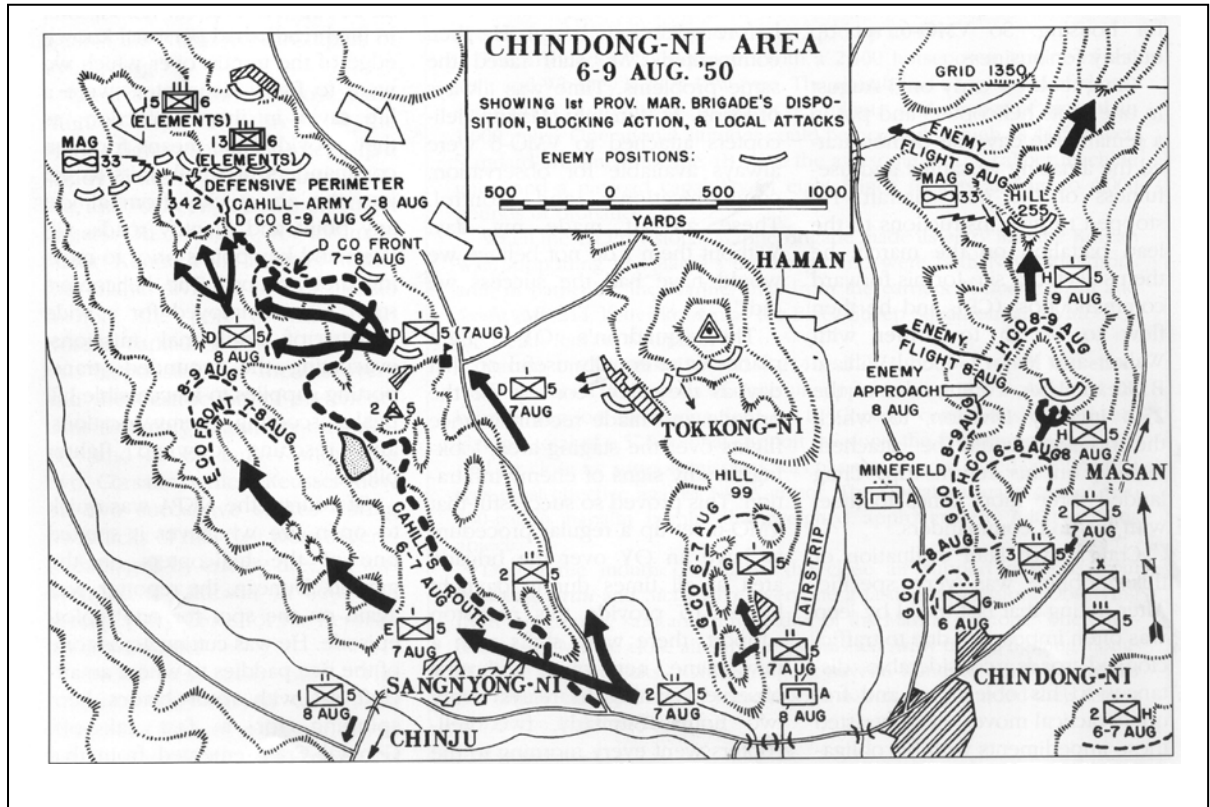 CHINDONG-NI AREA
6-9 AUG. '50
SHOWING 1st PROV. MAR. BRIGADE'S DISPO-
SITION, BLOCKING ACTION, & LOCAL ATTACKS
ENEMY POSITIONS:
500 0 500 1000
YARDS
15 6
(ELEMENTS)
13 6
(ELEMENTS)
MAG
33
DEFENSIVE PERIMETER
342
CAHILL-ARMY 7-8 AUG
D CO 8-9 AUG
D CO FRONT
7-8 AUG
D 5 (7AUG)
D 5
8 AUG
8-9 AUG
E CO FRONT 7-8 AUG
2 5
D 5
7 AUG
CAHILL'S ROUTE
6-7 AUG
2 5
5
7 AUG
1 5
8 AUG
SANGNYONG-NI
CHINJU
2 5
7 AUG
HAMAN
TOKKONG-NI
HILL
99
G CO 6-7 AUG
G 5
AIRSTRIP
1 5
7 AUG
A
7 AUG
GRID 1350
ENEMY
FLIGHT 9 AUG
MAG
33
HILL
255
H 5
9 AUG
ENEMY
FLIGHT 8 AUG
H CO 8-9 AUG
ENEMY
APPROACH
8 AUG
MINEFIELD
3 A
G CO 8-9 AUG
H CO 6-8 AUG
H 5
8 AUG
MASAN
2 5
6 AUG
3 5
G CO 7-8 AUG
G 5
6 AUG
X
5
N
CHINDONG-NI
2 H 5
6-7 AUG